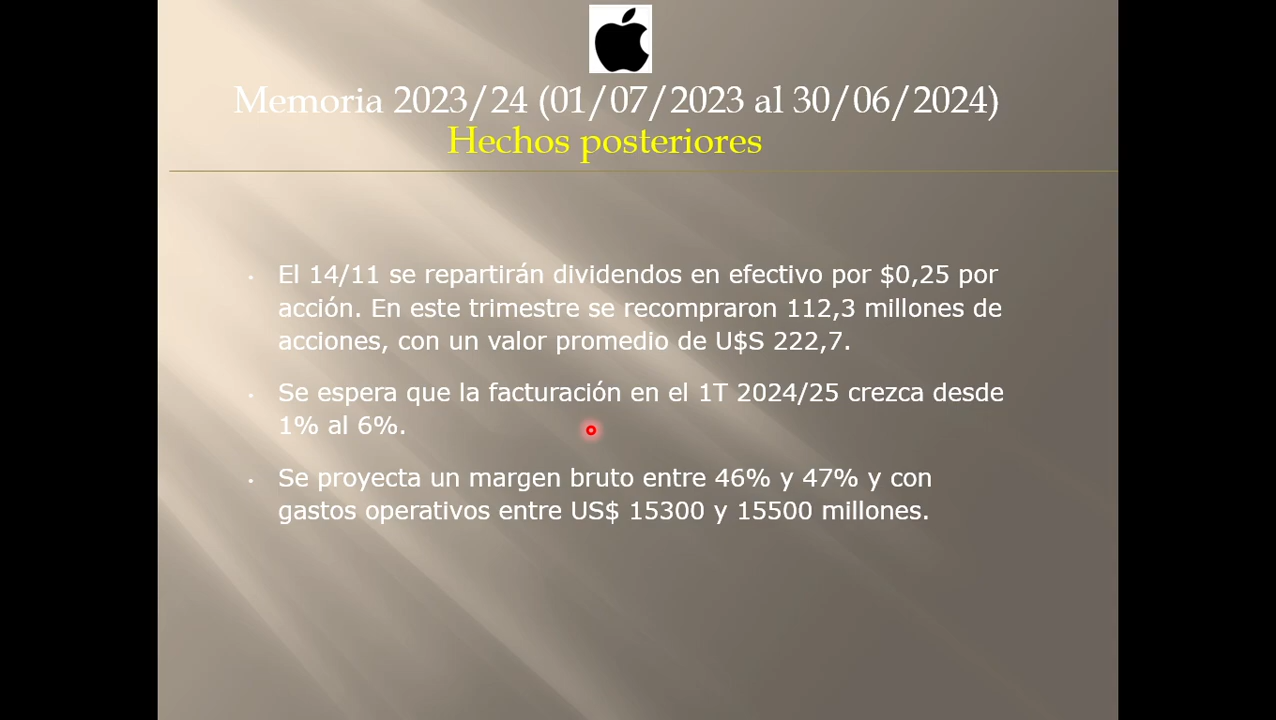 Memoria 2023/24 (01/07/2023 al 30/06/2024)
Hechos posteriores
• El 14/11 se repartirán dividendos en efectivo por $0,25 por
acción. En este trimestre se recompraron 112,3 millones de
acciones, con un valor promedio de U$S 222,7.
• Se espera que la facturación en el 1T 2024/25 crezca desde
1% al 6%.
• Se proyecta un margen bruto entre 46% y 47% y con
gastos operativos entre US$ 15300 y 15500 millones.